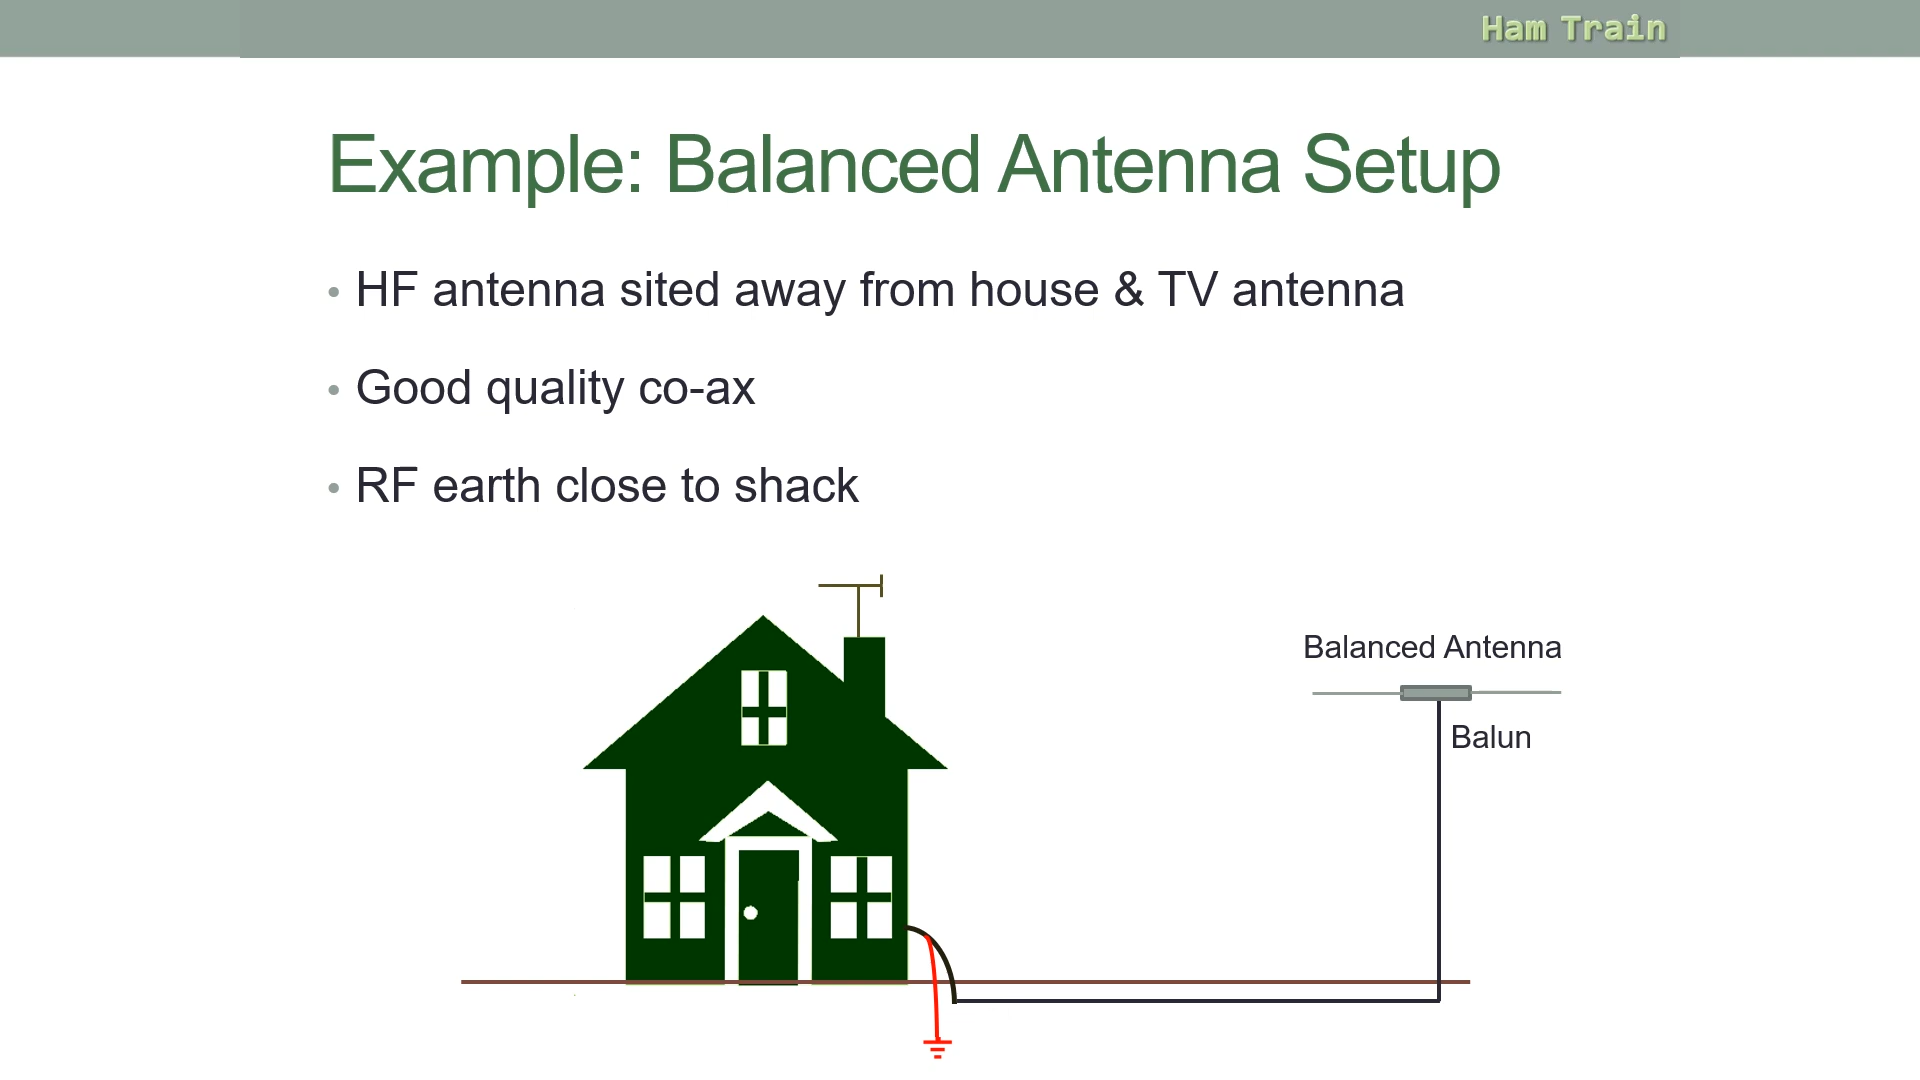 Ham Train
Example: Balanced Antenna Setup
• HF antenna sited away from house & TV antenna
• Good quality co-ax
• RF earth close to shack
Balanced Antenna
Balun